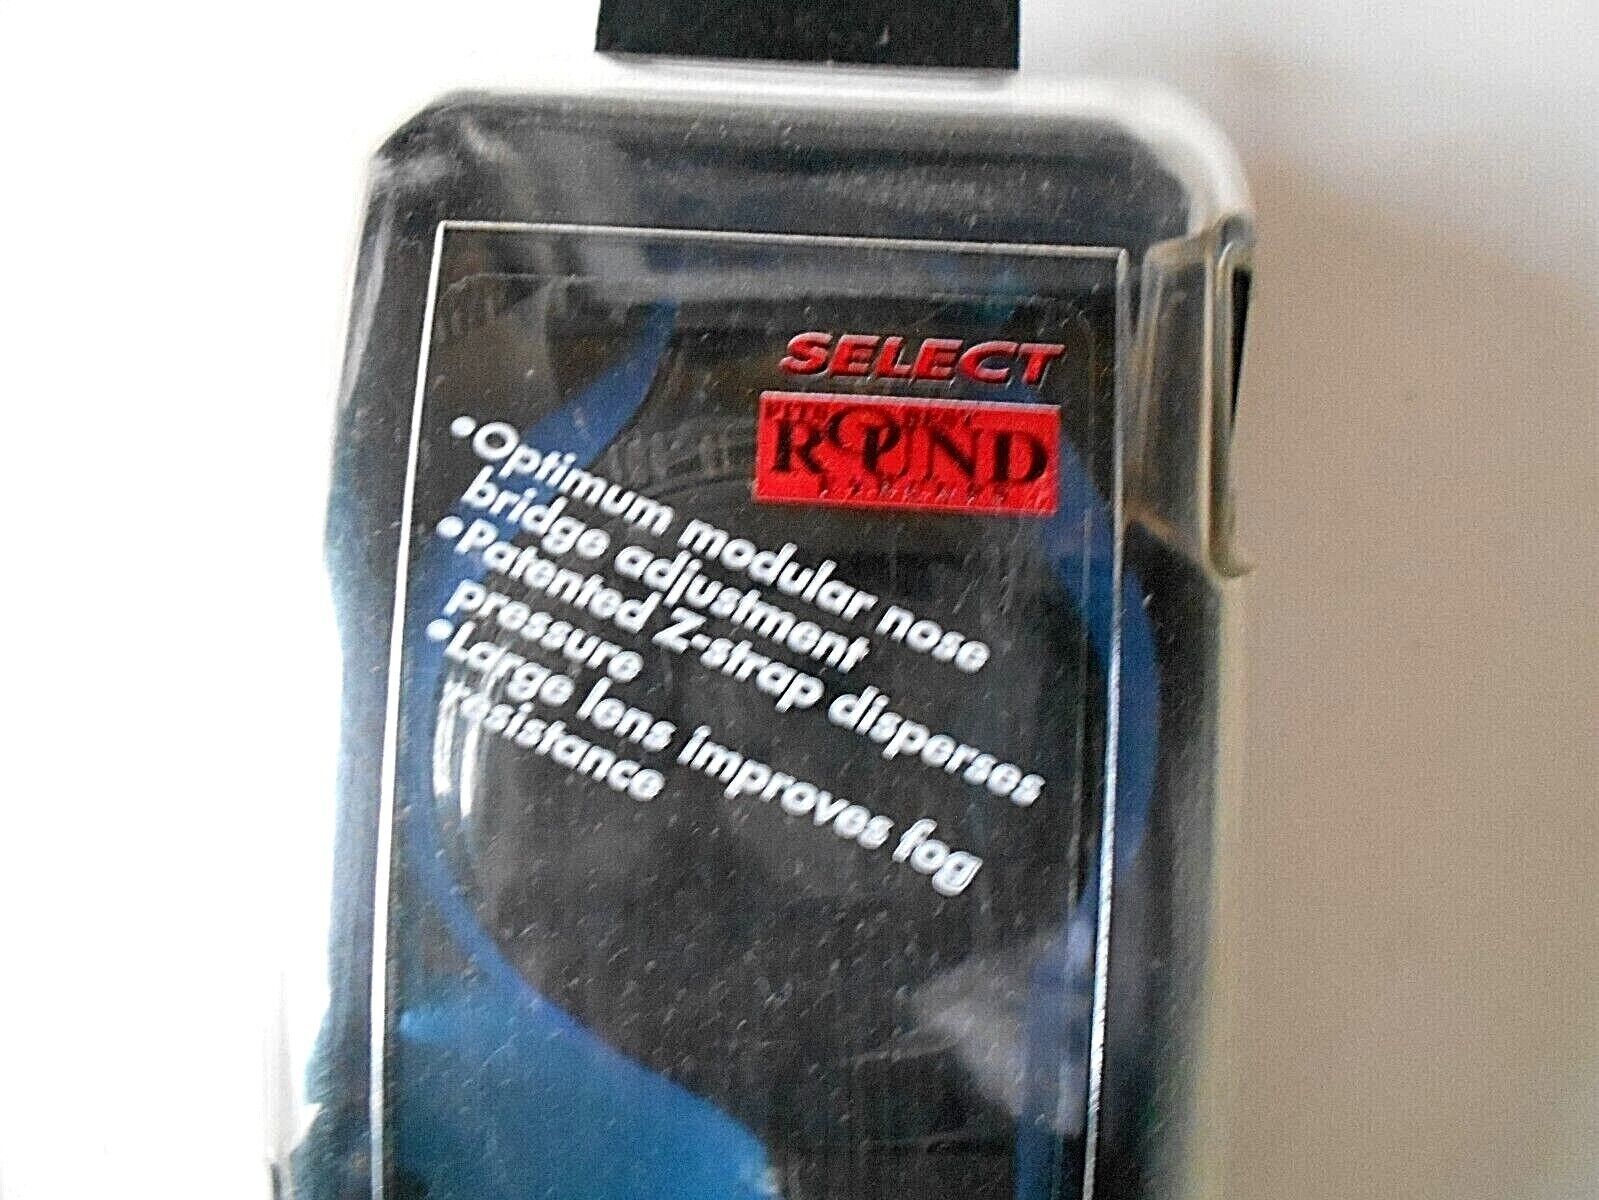 SELECT
ROUND
•Optimum modular nose
bridge adjustment
•Patented Z-strap disperses
pressure
•Large lens improves fog
resistance